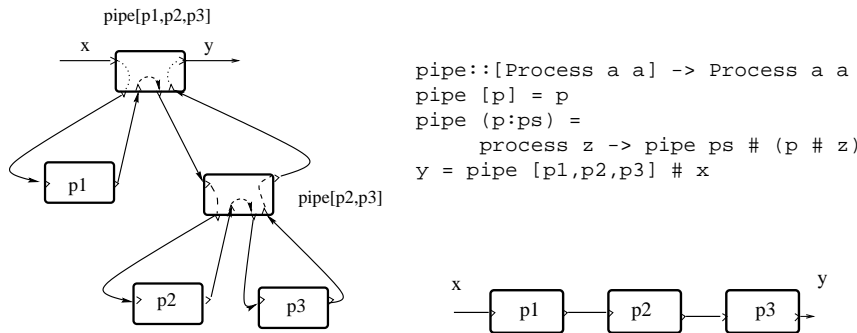 pipe[p1,p2,p3]
x
y
p1
pipe[p2,p3]
p2
p3
pipe::[Process a a] -> Process a a
pipe [p] = p
pipe (p:ps) =
process z -> pipe ps # (p # z)
y = pipe [p1,p2,p3] # x
x
p1
p2
p3
y